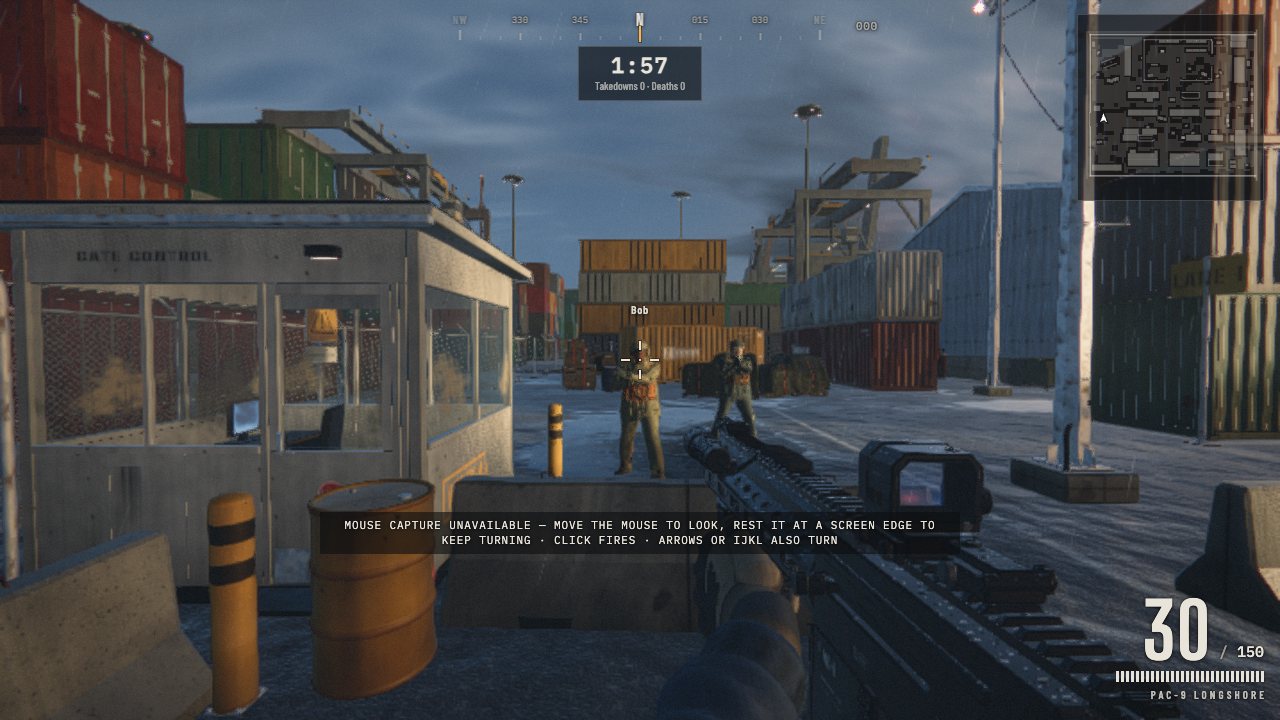 NW 330 345 N 015 030 NE 000
1:57
Takedowns 0 · Deaths 0
GATE CONTROL
LANE 1
Bob
MOUSE CAPTURE UNAVAILABLE — MOVE THE MOUSE TO LOOK, REST IT AT A SCREEN EDGE TO
KEEP TURNING · CLICK FIRES · ARROWS OR IJKL ALSO TURN
30 / 150
PAC-9 LONGSHORE